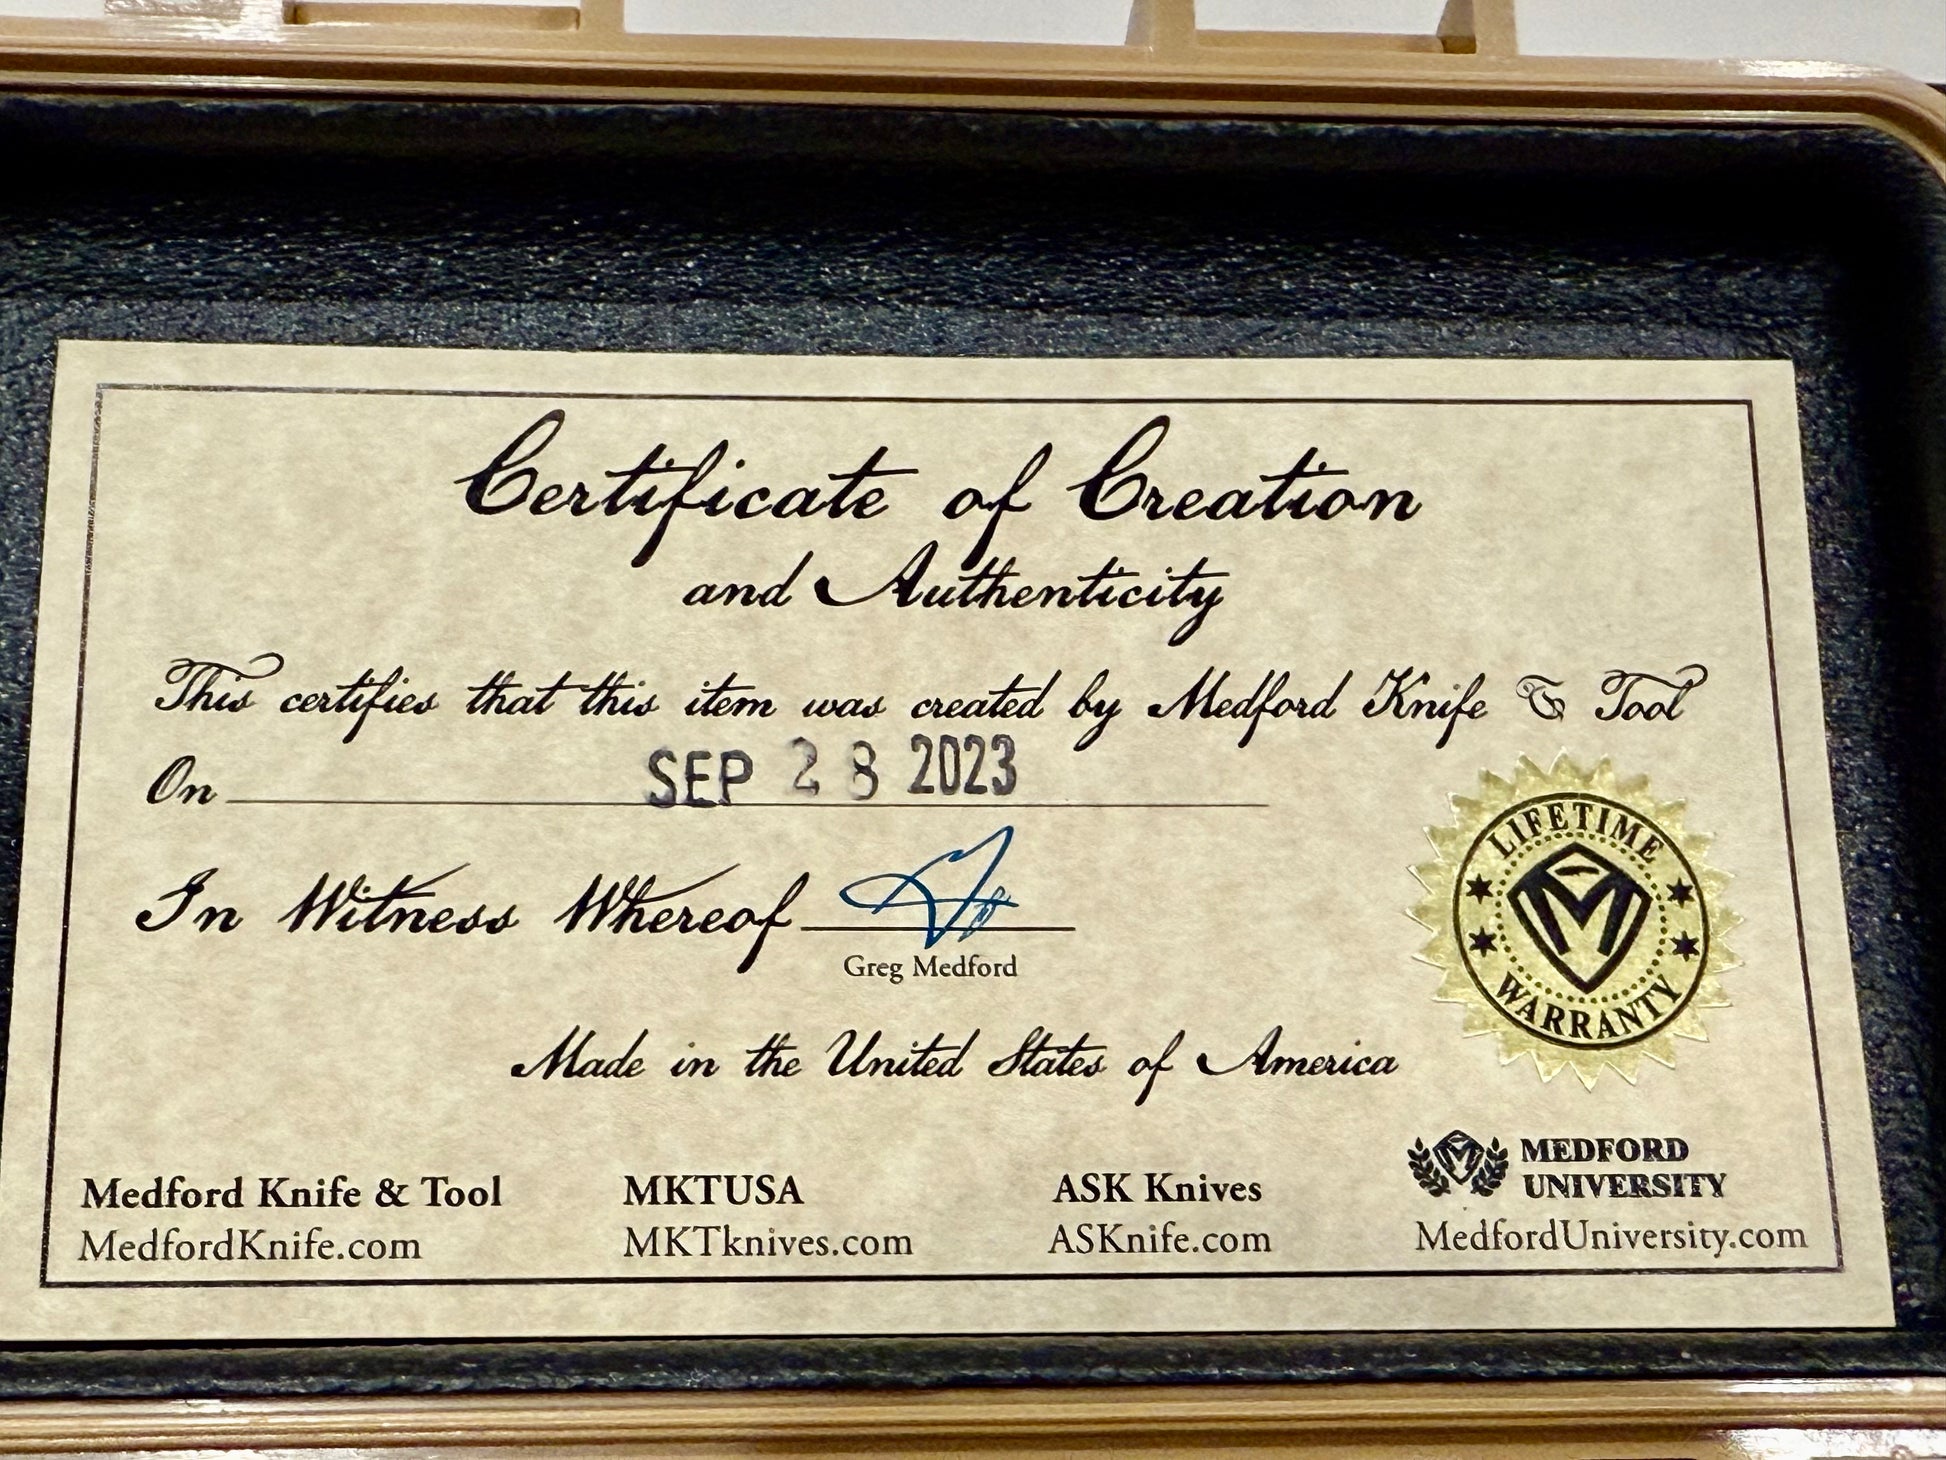 Certificate of Creation
and Authenticity
This certifies that this item was created by Medford Knife & Tool
On SEP 28 2023
In Witness Whereof
Greg Medford
LIFETIME
M
WARRANTY
Made in the United States of America
Medford Knife & Tool
MedfordKnife.com
MKTUSA
MKTknives.com
ASK Knives
ASKnife.com
M
MEDFORD
UNIVERSITY
MedfordUniversity.com